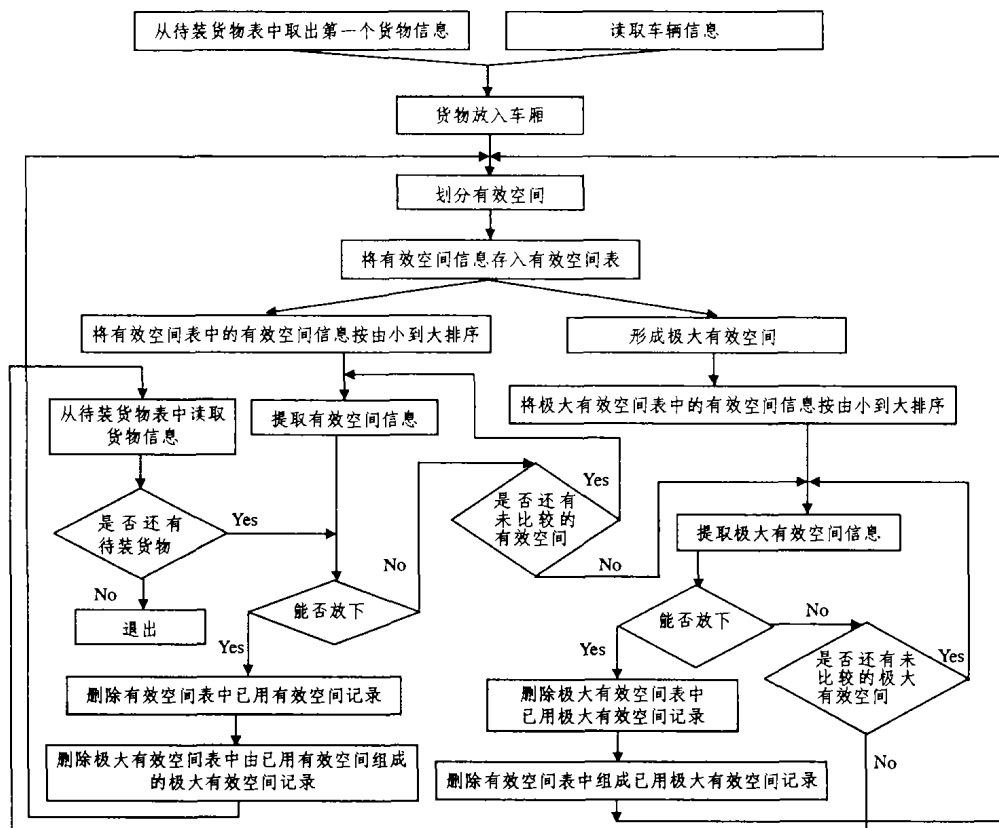 从待装货物表中取出第一个货物信息
读取车辆信息
货物放入车厢
划分有效空间
将有效空间信息存入有效空间表
将有效空间表中的有效空间信息按由小到大排序
形成极大有效空间
从待装货物表中读取
货物信息
提取有效空间信息
将极大有效空间表中的有效空间信息按由小到大排序
是否还有
待装货物
Yes
No
退出
是否还有
未比较的
有效空间
Yes
No
提取极大有效空间信息
能否放下
No
Yes
能否放下
No
Yes
是否还有未
比较的极大
有效空间
Yes
No
删除有效空间表中已用有效空间记录
删除极大有效空间表中
已用极大有效空间记录
删除极大有效空间表中由已用有效空间组成
的极大有效空间记录
删除有效空间表中组成已用极大有效空间记录